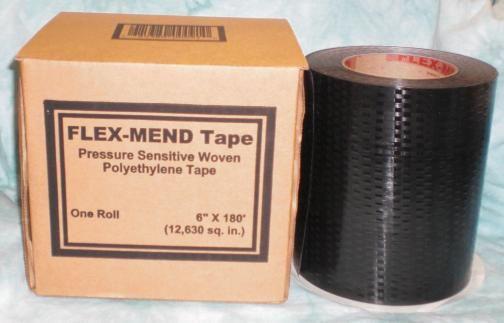 FLEX-MEND Tape
Pressure Sensitive Woven
Polyethylene Tape
One Roll
6" X 180'
(12,630 sq. in.)